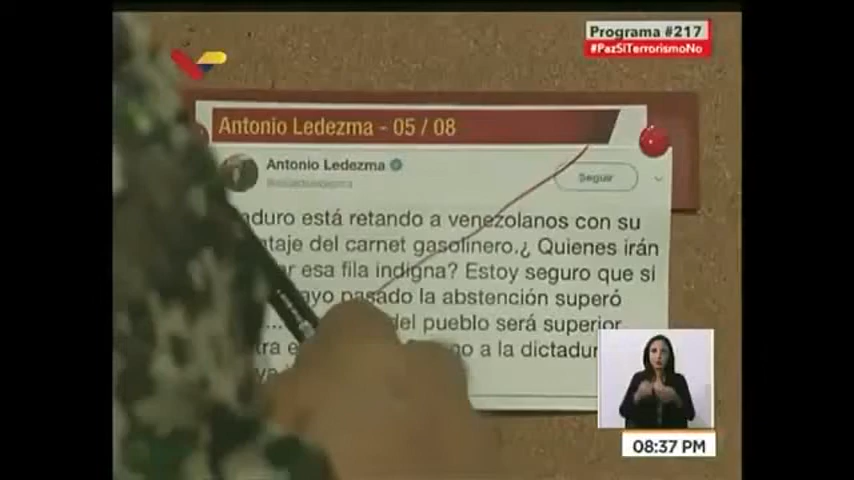 Programa #217
#PazSÍTerrorismoNo
Antonio Ledezma - 05 / 08
Antonio Ledezma
Seguir
aduro está retando a venezolanos con su
ntaje del carnet gasolinero.¿ Quienes irán
ar esa fila indigna? Estoy seguro que si
ayo pasado la abstención superó
del pueblo será superior
a la dictadur
08:37 PM